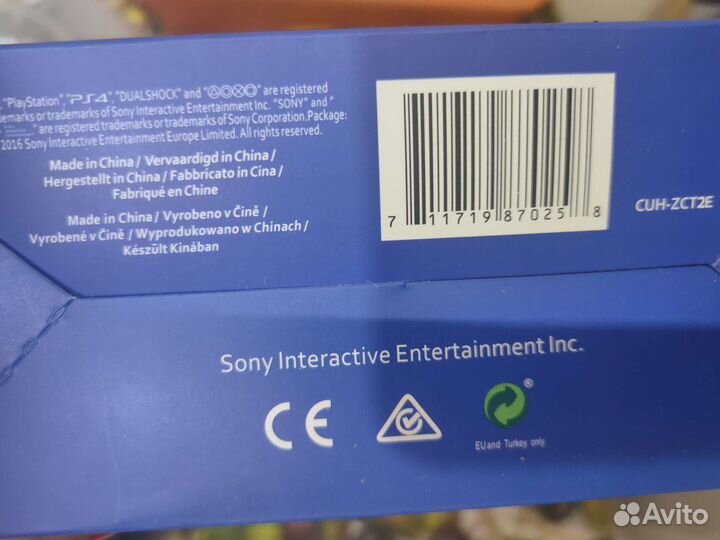 , "PlayStation", "PS4", "DUALSHOCK" and "△○✕□" are registered
demarks or trademarks of Sony Interactive Entertainment Inc. "SONY" and "
" are registered trademarks or trademarks of Sony Corporation.Package:
2016 Sony Interactive Entertainment Europe Limited. All rights reserved.
Made in China / Vervaardigd in China /
Hergestellt in China / Fabbricato in Cina /
Fabriqué en Chine
Made in China / Vyrobeno v Čině /
Vyrobené v Číně / Wyprodukowano w Chinach /
Készült Kínában
7 11719 87025 8
CUH-ZCT2E
Sony Interactive Entertainment Inc.
CE
®
EU and Turkey only
Avito